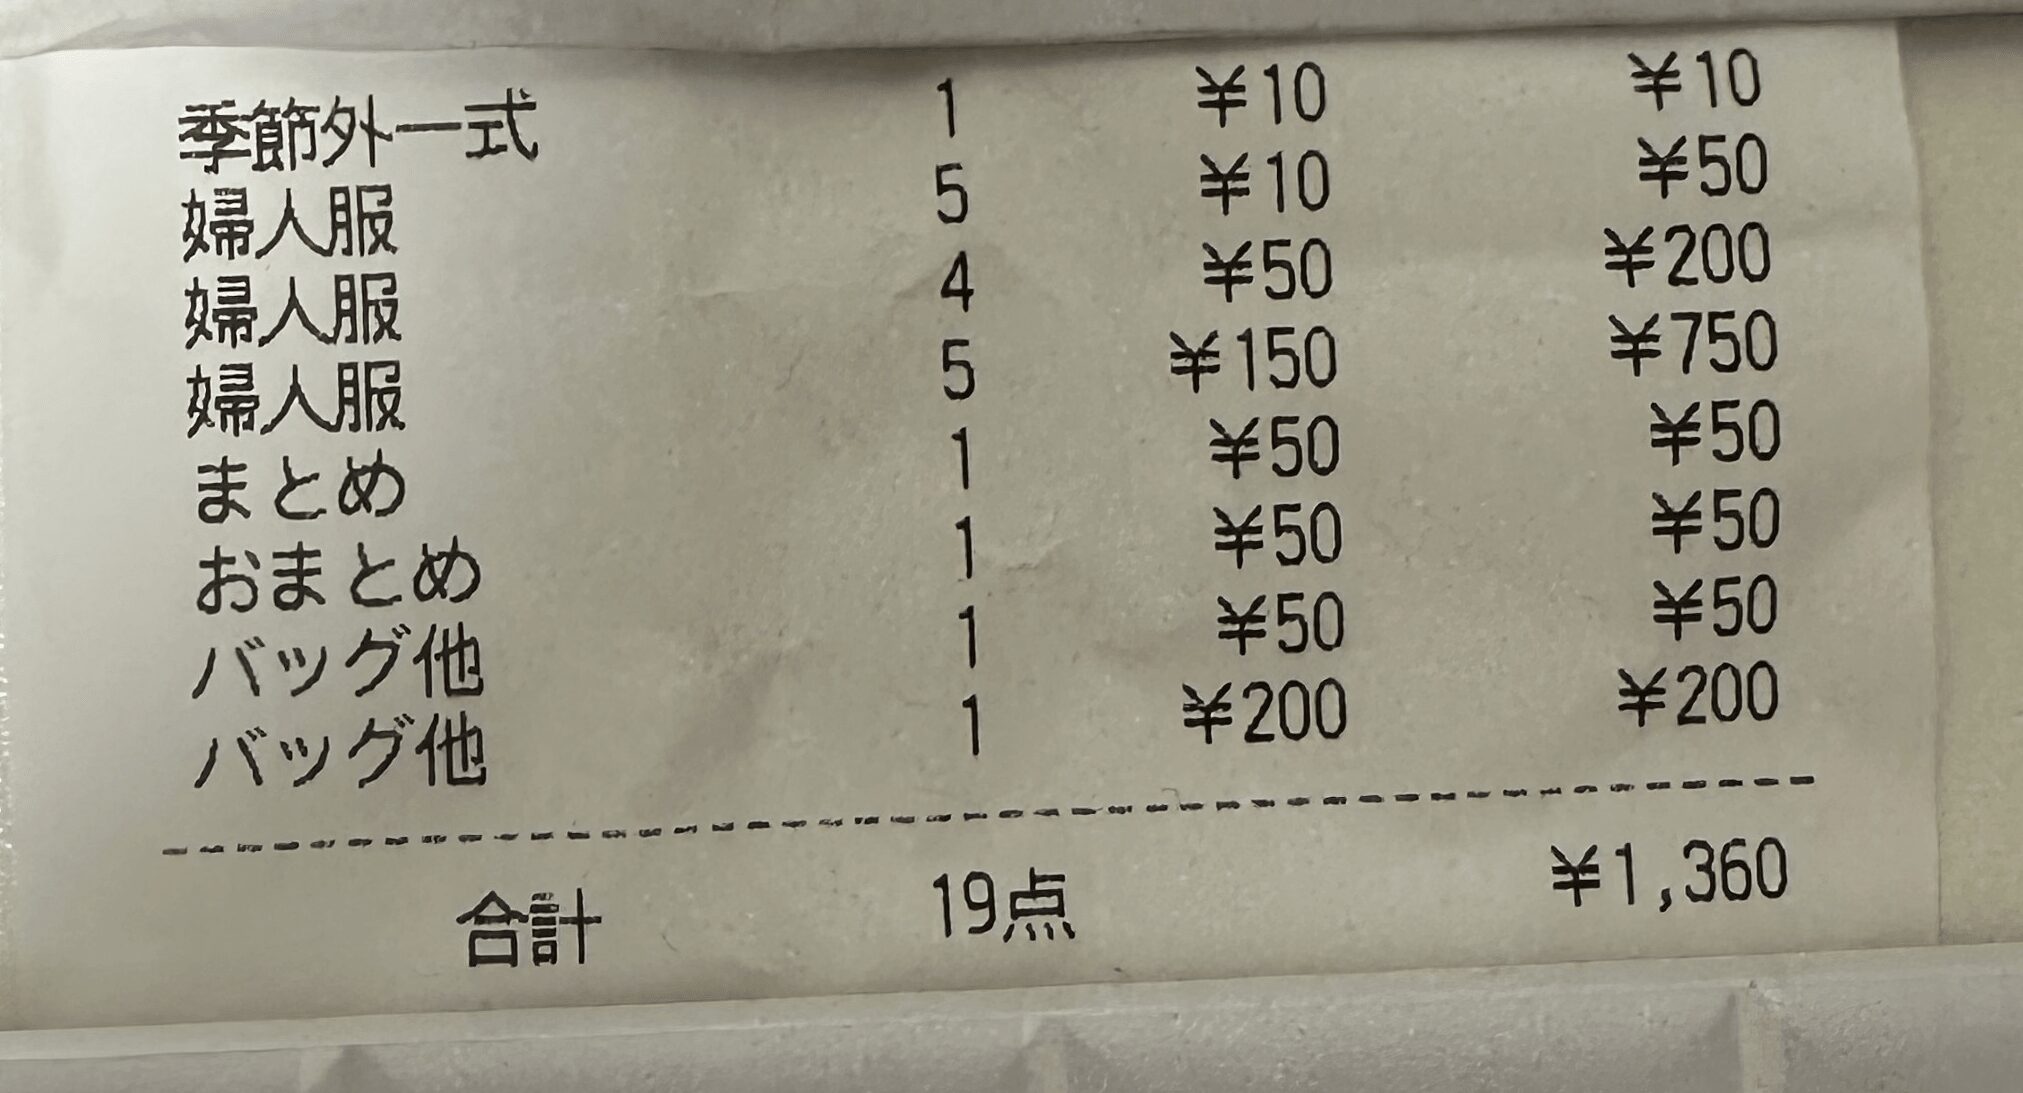 季節外一式 1 ¥10 ¥10
婦人服 5 ¥10 ¥50
婦人服 4 ¥50 ¥200
婦人服 5 ¥150 ¥750
まとめ 1 ¥50 ¥50
おまとめ 1 ¥50 ¥50
バッグ他 1 ¥50 ¥50
バッグ他 1 ¥200 ¥200
合計 19点 ¥1,360